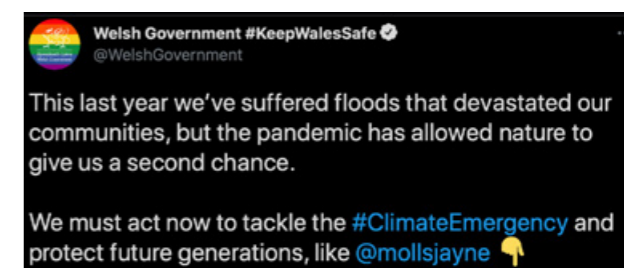 Welsh Government #KeepWalesSafe
@WelshGovernment
This last year we've suffered floods that devastated our
communities, but the pandemic has allowed nature to
give us a second chance.
We must act now to tackle the #ClimateEmergency and
protect future generations, like @mollsjayne 👇